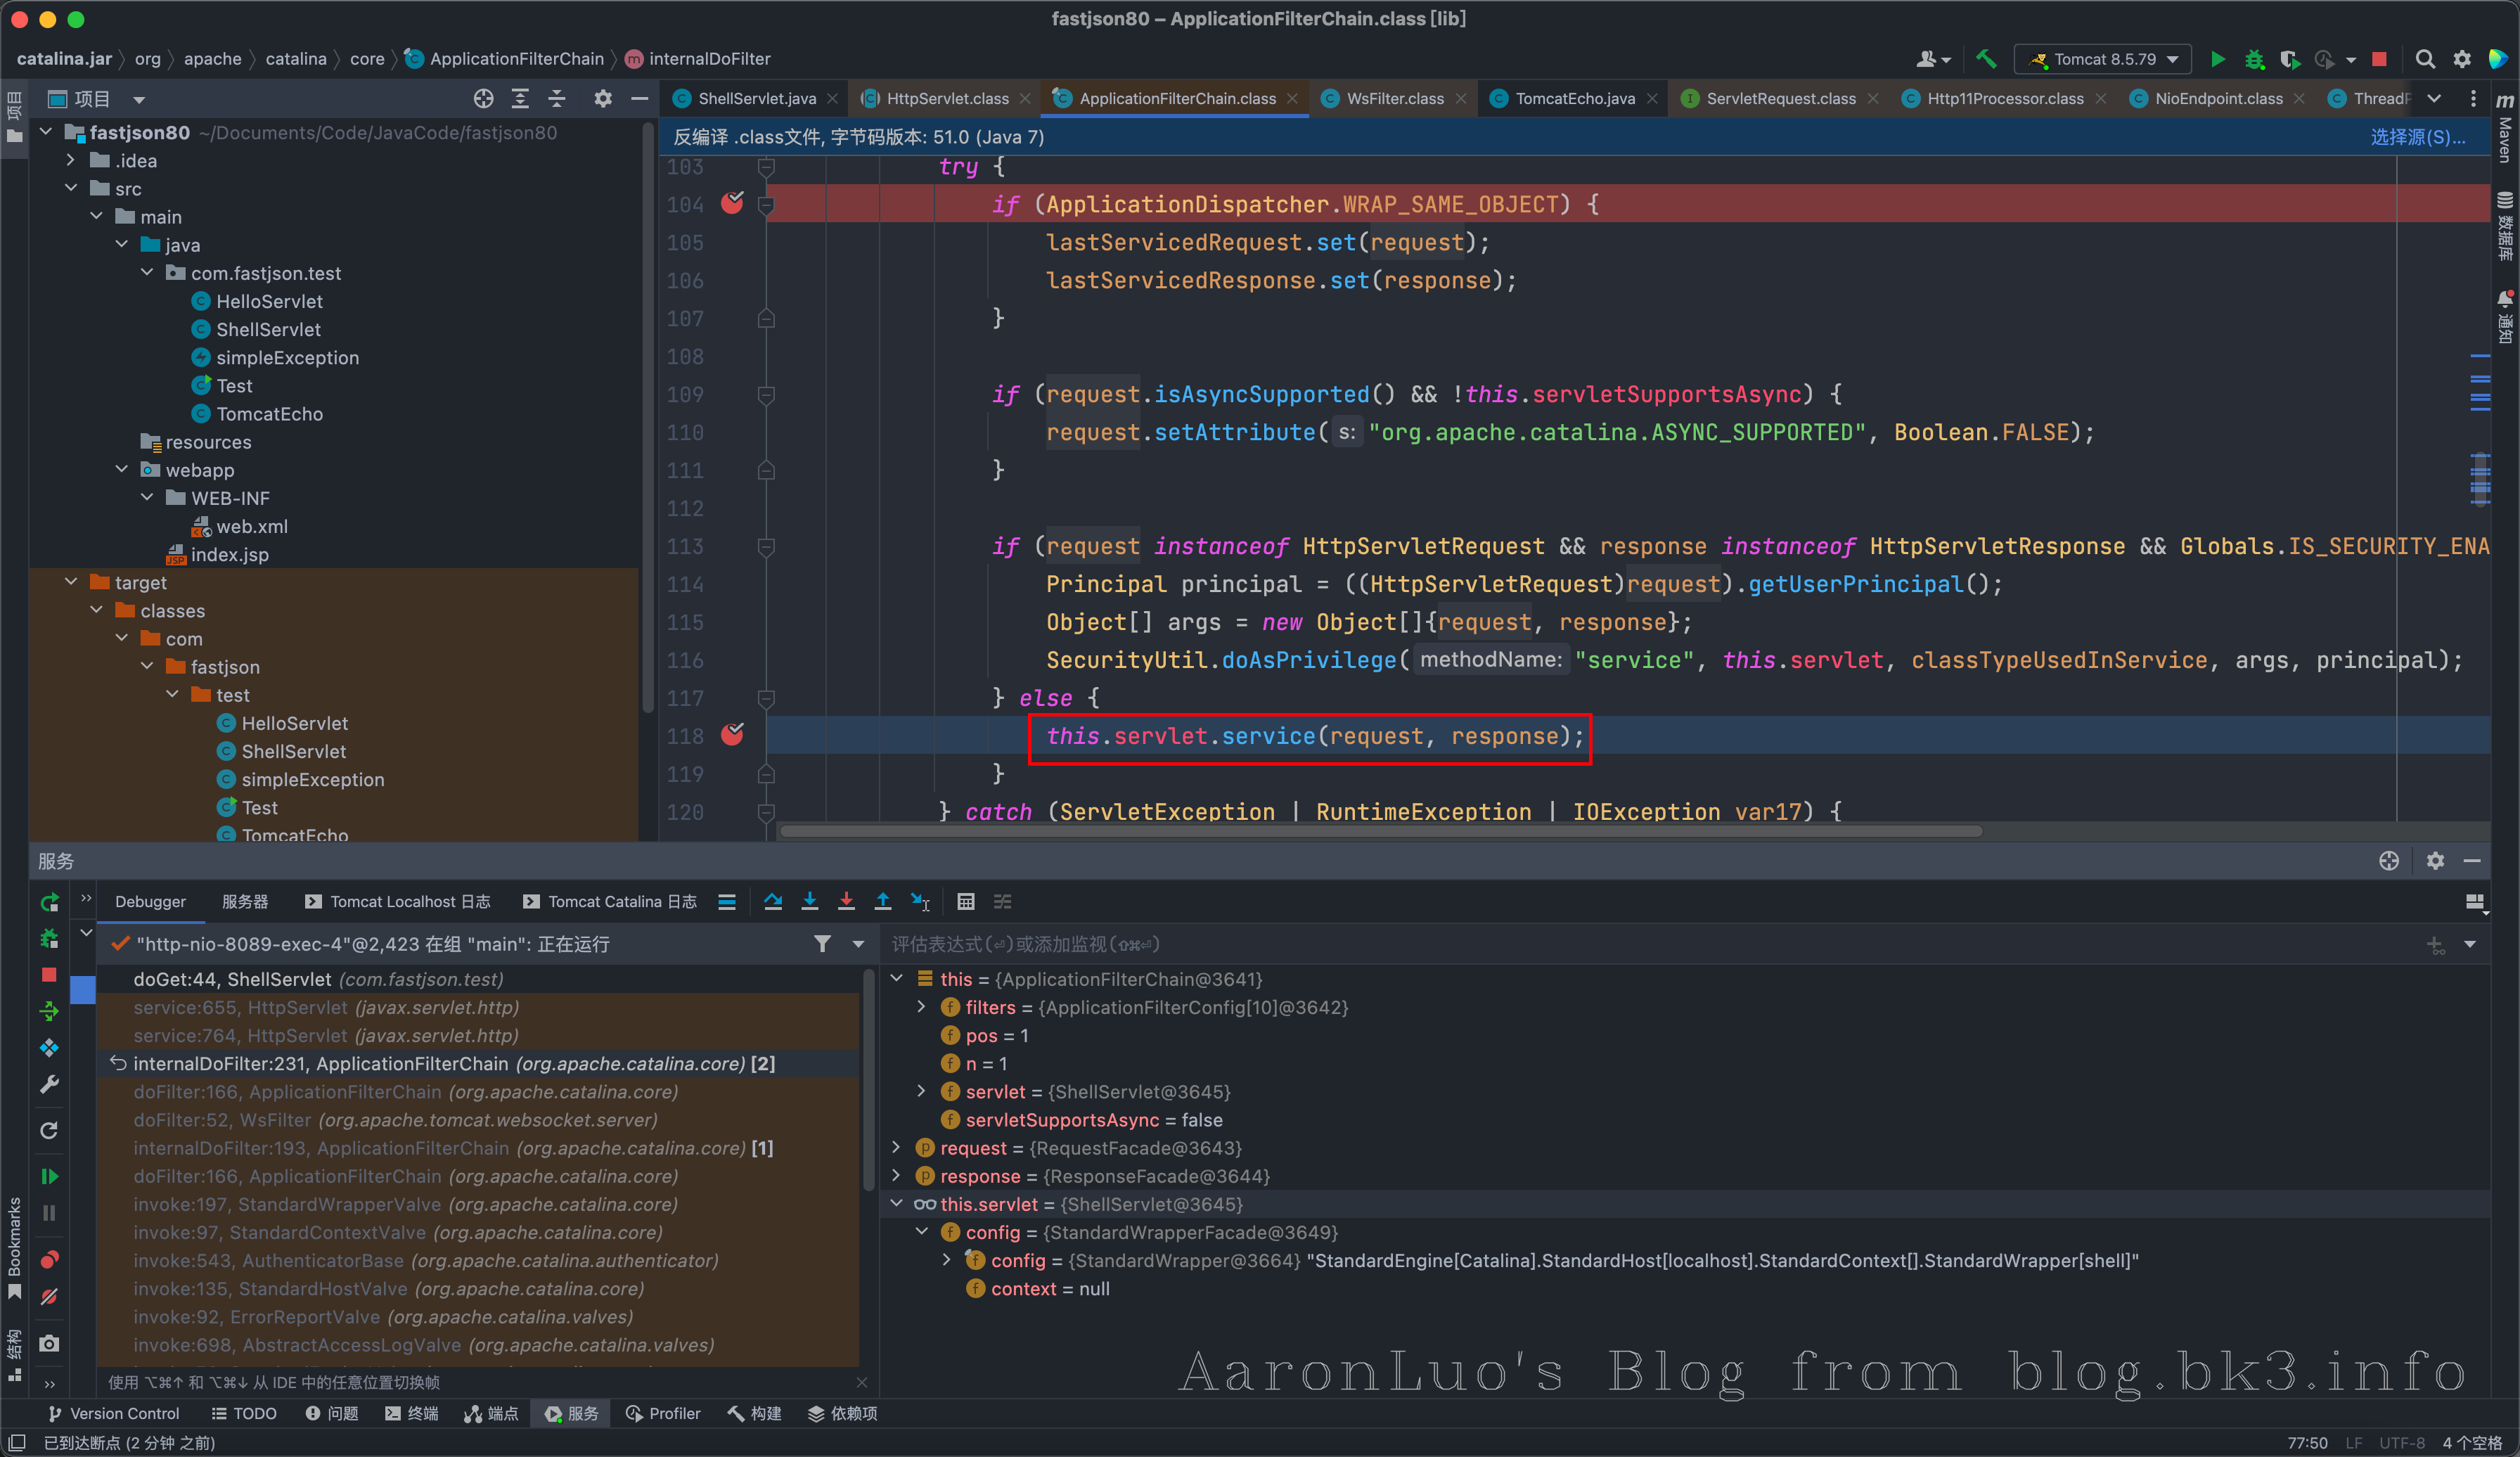 fastjson80 – ApplicationFilterChain.class [lib]
catalina.jar org apache catalina core ApplicationFilterChain internalDoFilter
Tomcat 8.5.79
项目
ShellServlet.java HttpServlet.class ApplicationFilterChain.class WsFilter.class TomcatEcho.java ServletRequest.class Http11Processor.class NioEndpoint.class ThreadP
反编译 .class文件, 字节码版本: 51.0 (Java 7)
选择源(S)...
项目
Maven
数据库
通知
fastjson80 ~/Documents/Code/JavaCode/fastjson80
.idea
src
main
java
com.fastjson.test
HelloServlet
ShellServlet
simpleException
Test
TomcatEcho
resources
webapp
WEB-INF
web.xml
index.jsp
target
classes
com
fastjson
test
HelloServlet
ShellServlet
simpleException
Test
TomcatEcho
103 try {
104 if (ApplicationDispatcher.WRAP_SAME_OBJECT) {
105 lastServicedRequest.set(request);
106 lastServicedResponse.set(response);
107 }
108
109 if (request.isAsyncSupported() && !this.servletSupportsAsync) {
110 request.setAttribute( s: "org.apache.catalina.ASYNC_SUPPORTED", Boolean.FALSE);
111 }
112
113 if (request instanceof HttpServletRequest && response instanceof HttpServletResponse && Globals.IS_SECURITY_ENA
114 Principal principal = ((HttpServletRequest)request).getUserPrincipal();
115 Object[] args = new Object[]{request, response};
116 SecurityUtil.doAsPrivilege( methodName: "service", this.servlet, classTypeUsedInService, args, principal);
117 } else {
118 this.servlet.service(request, response);
119 }
120 } catch (ServletException | RuntimeException | IOException var17) {
服务
Debugger 服务器 Tomcat Localhost 日志 Tomcat Catalina 日志
"http-nio-8089-exec-4"@2,423 在组 "main": 正在运行
doGet:44, ShellServlet (com.fastjson.test)
service:655, HttpServlet (javax.servlet.http)
service:764, HttpServlet (javax.servlet.http)
internalDoFilter:231, ApplicationFilterChain (org.apache.catalina.core) [2]
doFilter:166, ApplicationFilterChain (org.apache.catalina.core)
doFilter:52, WsFilter (org.apache.tomcat.websocket.server)
internalDoFilter:193, ApplicationFilterChain (org.apache.catalina.core) [1]
doFilter:166, ApplicationFilterChain (org.apache.catalina.core)
invoke:197, StandardWrapperValve (org.apache.catalina.core)
invoke:97, StandardContextValve (org.apache.catalina.core)
invoke:543, AuthenticatorBase (org.apache.catalina.authenticator)
invoke:135, StandardHostValve (org.apache.catalina.core)
invoke:92, ErrorReportValve (org.apache.catalina.valves)
invoke:698, AbstractAccessLogValve (org.apache.catalina.valves)
使用 ⌥⌘↑ 和 ⌥⌘↓ 从 IDE 中的任意位置切换帧
评估表达式(⏎)或添加监视(⇧⌘⏎)
this = {ApplicationFilterChain@3641}
filters = {ApplicationFilterConfig[10]@3642}
pos = 1
n = 1
servlet = {ShellServlet@3645}
servletSupportsAsync = false
request = {RequestFacade@3643}
response = {ResponseFacade@3644}
this.servlet = {ShellServlet@3645}
config = {StandardWrapperFacade@3649}
config = {StandardWrapper@3664} "StandardEngine[Catalina].StandardHost[localhost].StandardContext[].StandardWrapper[shell]"
context = null
AaronLuo's Blog from blog.bk3.info
Bookmarks
结构
Version Control TODO 问题 终端 端点 服务 Profiler 构建 依赖项
已到达断点 (2 分钟 之前)
77:50 LF UTF-8 4 个空格